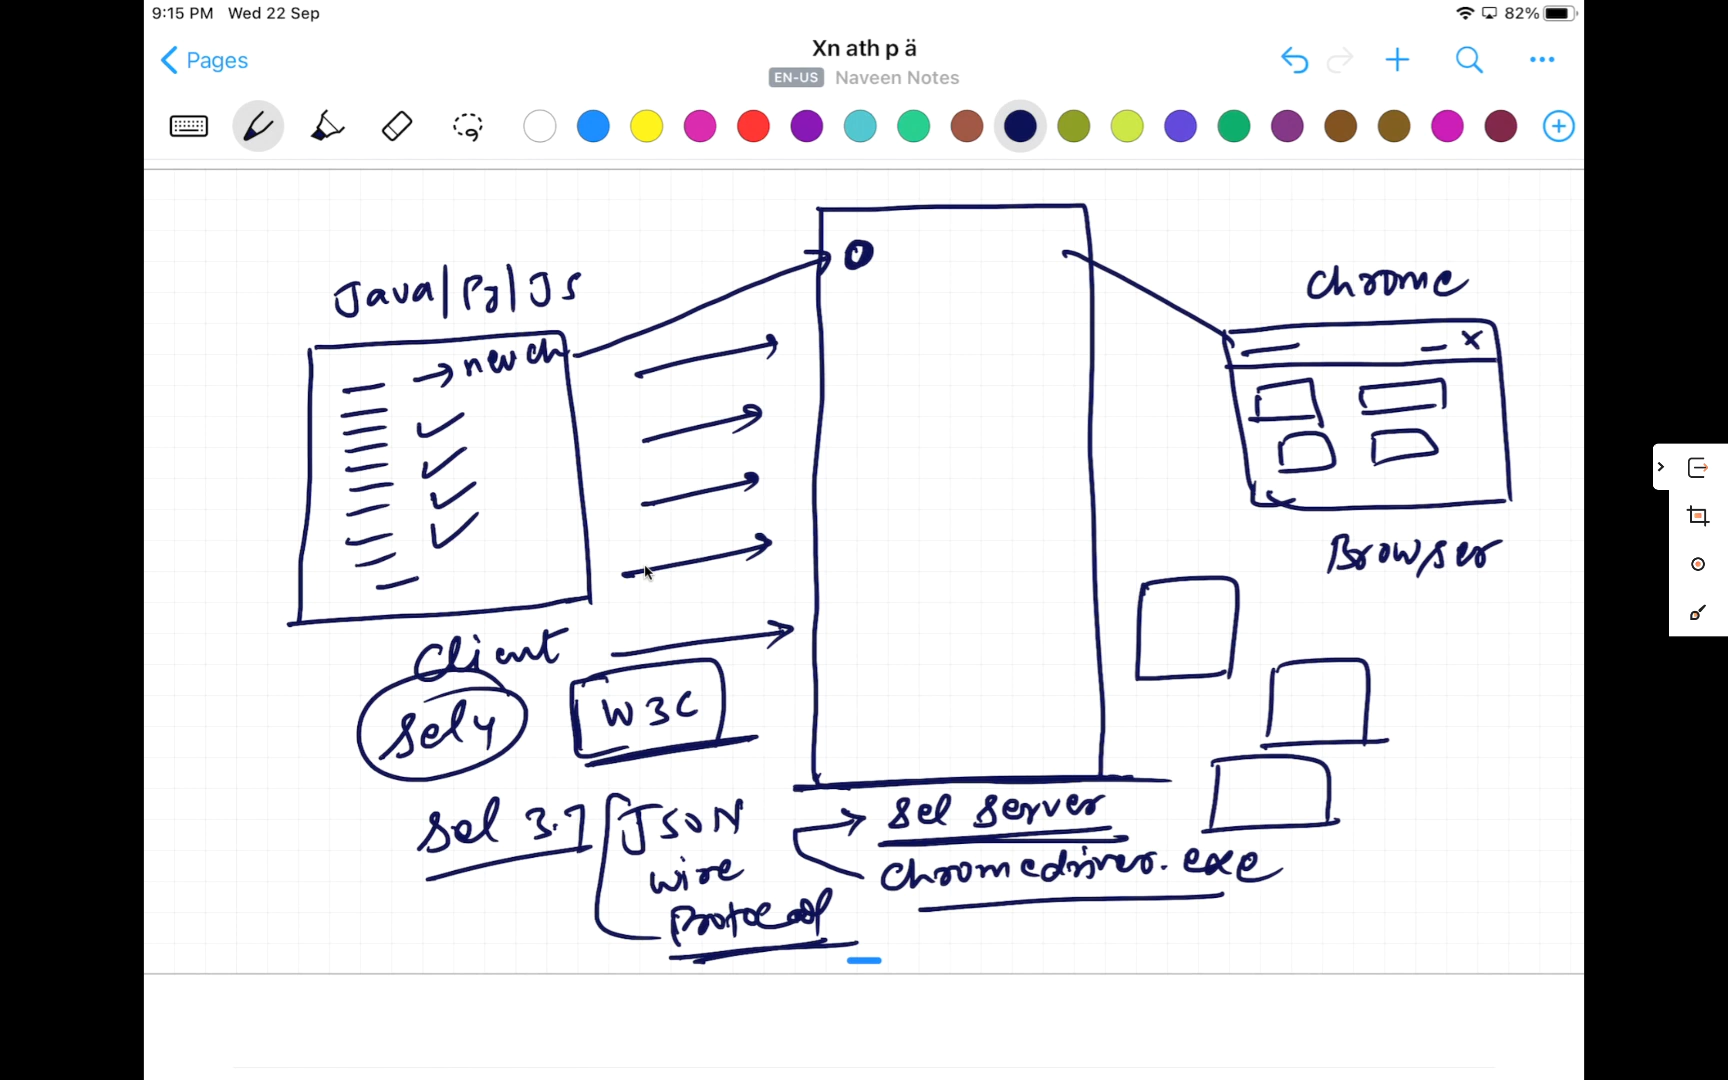 9:15 PM Wed 22 Sep
82%
Pages
Xn ath p ä
EN-US Naveen Notes
Java|Py|Js
new ch
Chrome
Browser
Client
Sel 4
W3C
Sel 3.7
JSON
wire
Protocol
Sel Server
Chromedriver.exe